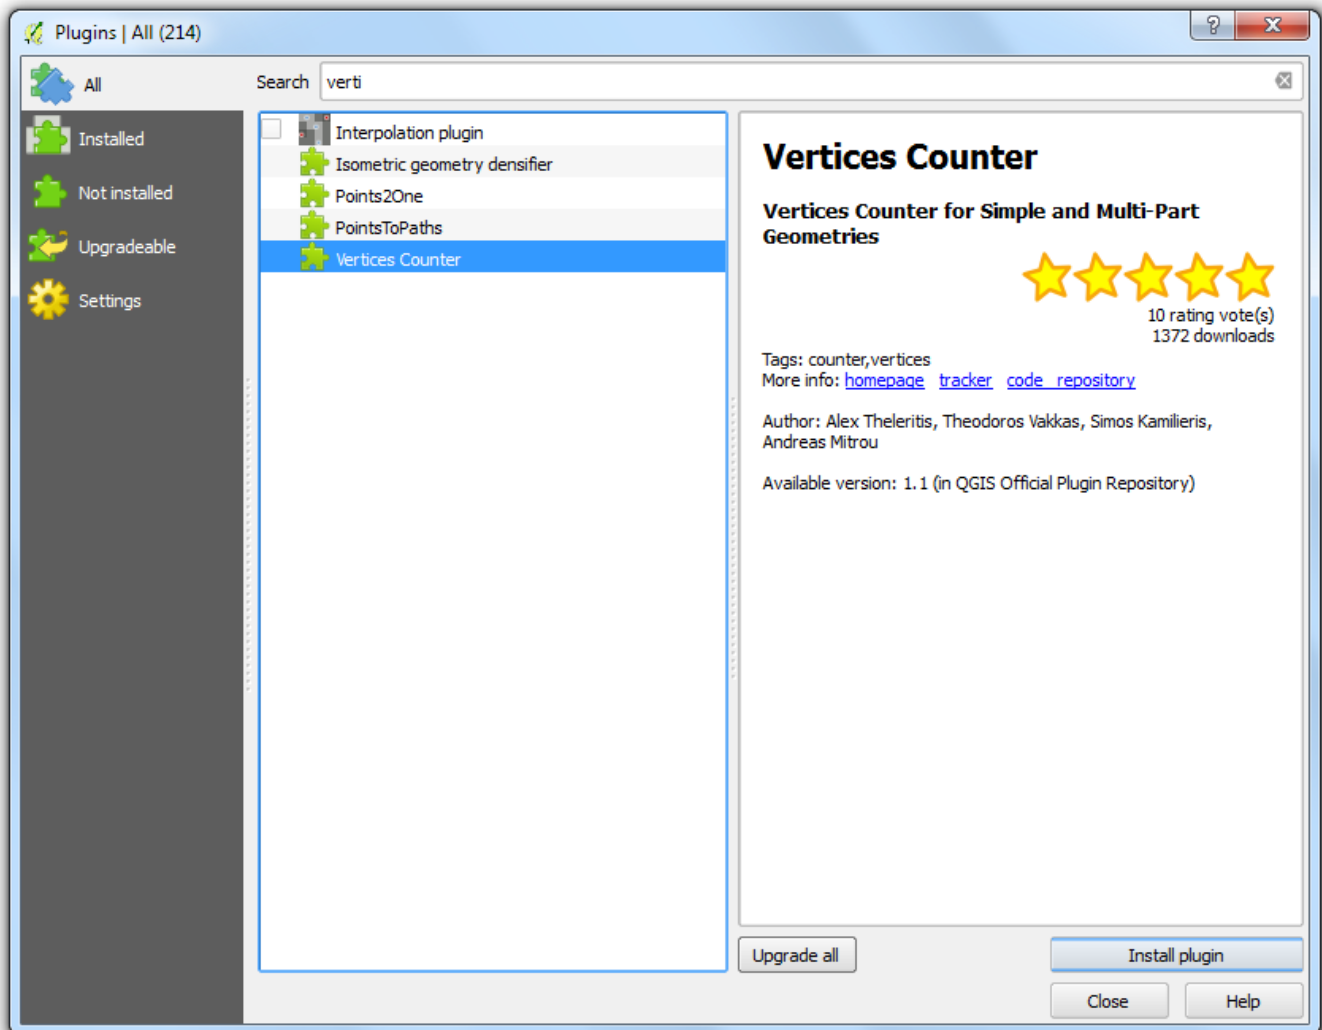 Plugins | All (214)
All
Installed
Not installed
Upgradeable
Settings
Search verti
Interpolation plugin
Isometric geometry densifier
Points2One
PointsToPaths
Vertices Counter
Vertices Counter
Vertices Counter for Simple and Multi-Part
Geometries
10 rating vote(s)
1372 downloads
Tags: counter,vertices
More info: homepage tracker code repository
Author: Alex Theleritis, Theodoros Vakkas, Simos Kamilieris,
Andreas Mitrou
Available version: 1.1 (in QGIS Official Plugin Repository)
Upgrade all
Install plugin
Close
Help